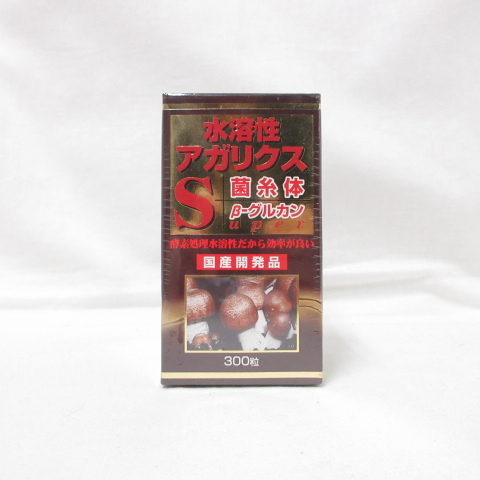 水溶性
アガリクス
Super
菌糸体
β-グルカン
酵素処理水溶性だから効率が良い
国産開発品
300粒